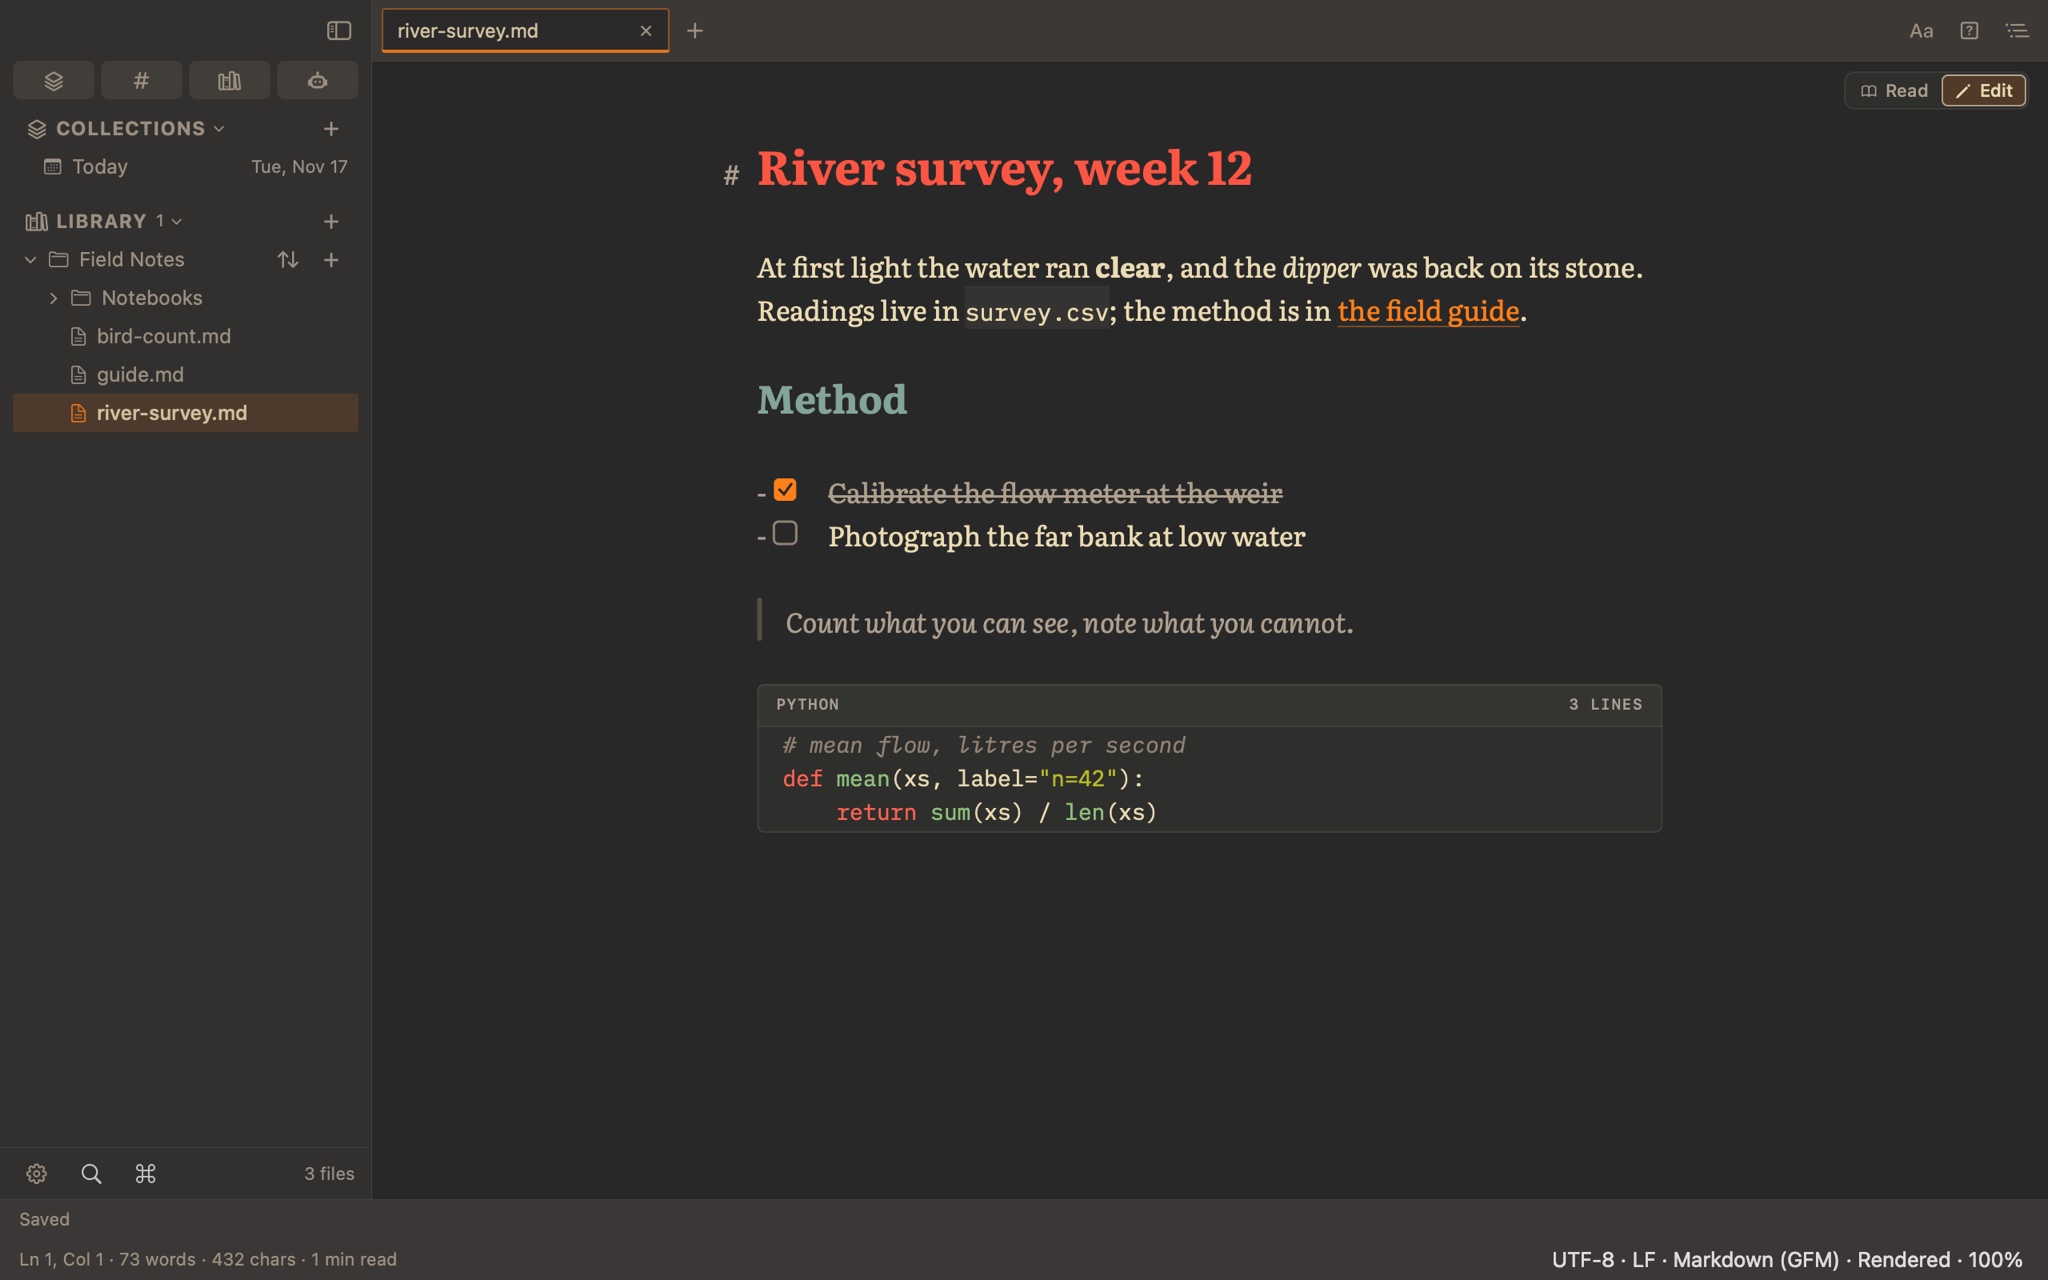 river-survey.md
Aa
Read
Edit
#
COLLECTIONS
Today
Tue, Nov 17
LIBRARY 1
Field Notes
Notebooks
bird-count.md
guide.md
river-survey.md
3 files
# River survey, week 12
At first light the water ran clear, and the dipper was back on its stone.
Readings live in survey.csv; the method is in the field guide.
Method
- Calibrate the flow meter at the weir
- Photograph the far bank at low water
Count what you can see, note what you cannot.
PYTHON
3 LINES
# mean flow, litres per second
def mean(xs, label="n=42"):
    return sum(xs) / len(xs)
Saved
Ln 1, Col 1 · 73 words · 432 chars · 1 min read
UTF-8 · LF · Markdown (GFM) · Rendered · 100%